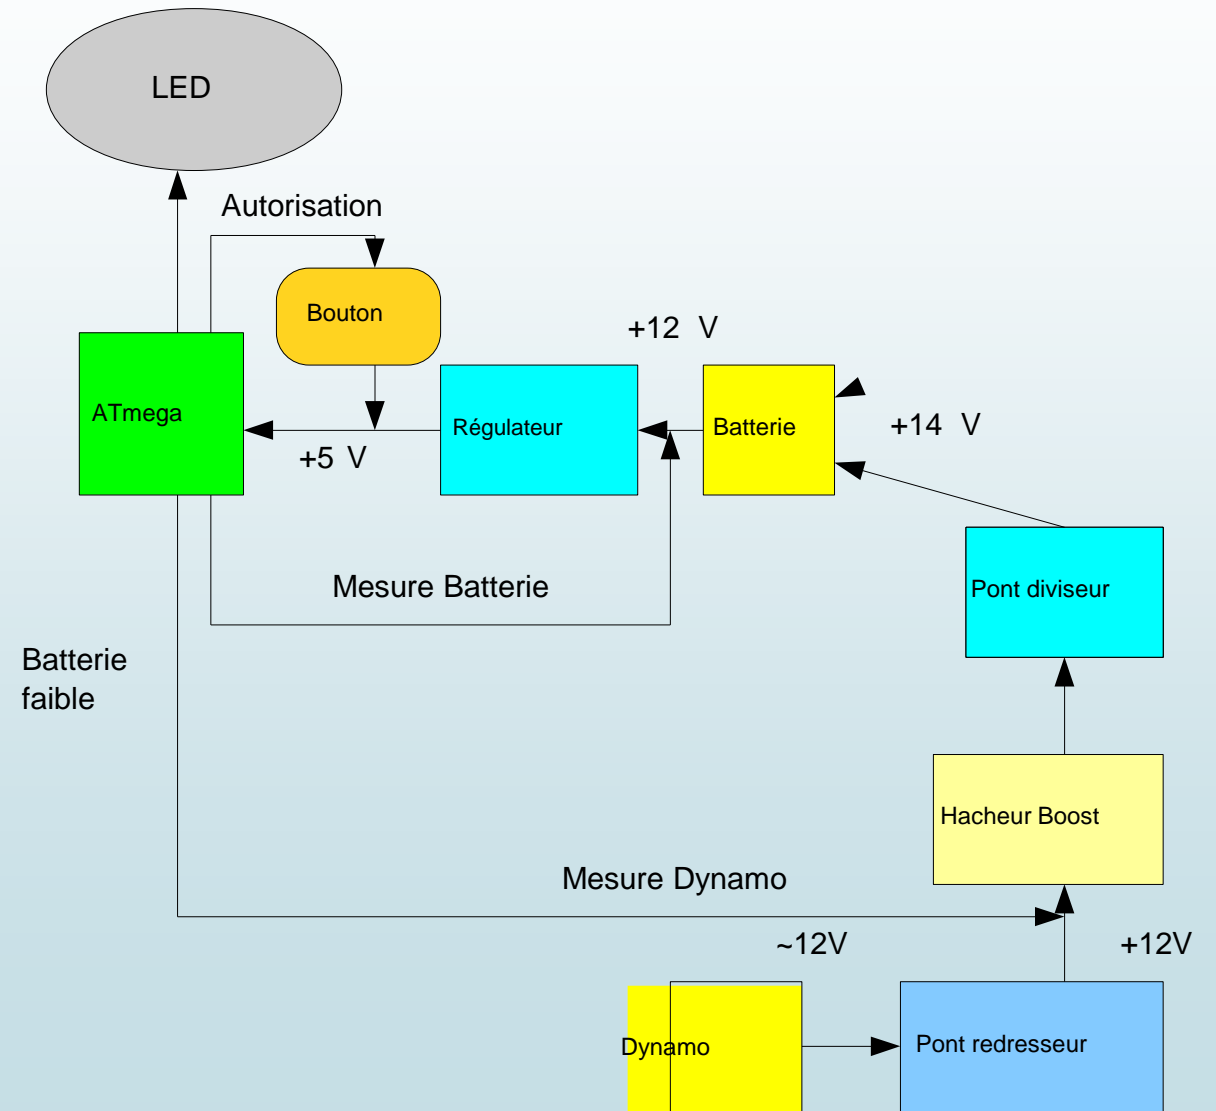 LED
Autorisation
Bouton
+12 V
ATmega
Régulateur
Batterie
+14 V
+5 V
Mesure Batterie
Pont diviseur
Batterie
faible
Hacheur Boost
Mesure Dynamo
~12V
+12V
Dynamo
Pont redresseur